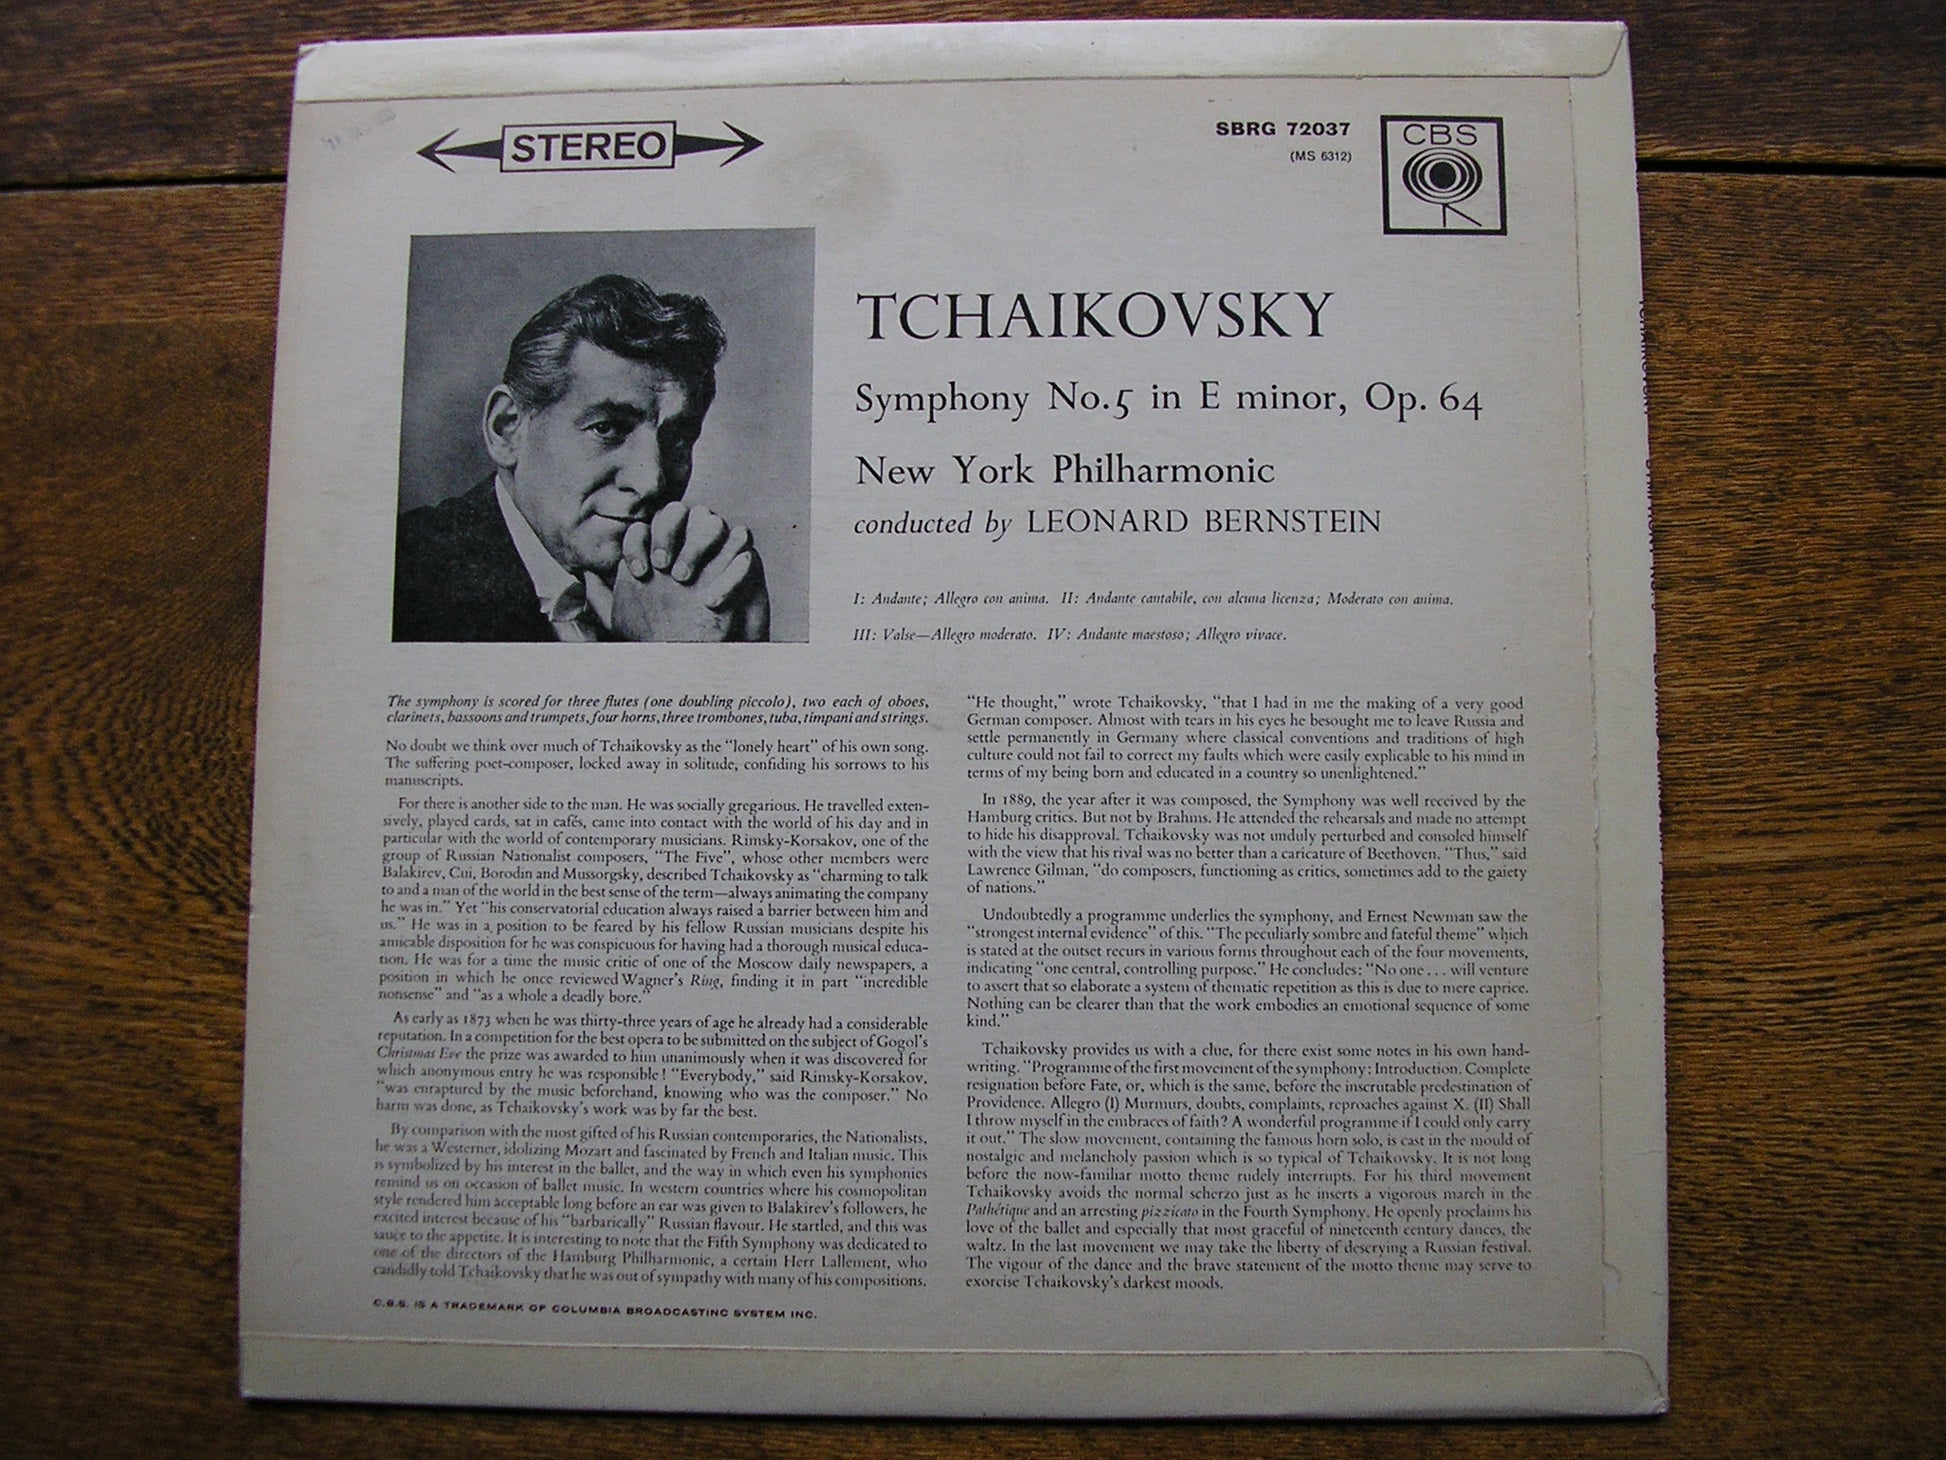 STEREO
SBRG 72037
(MS 6312)
CBS
TCHAIKOVSKY
Symphony No.5 in E minor, Op. 64
New York Philharmonic
conducted by LEONARD BERNSTEIN
I: Andante; Allegro con anima. II: Andante cantabile, con alcuna licenza; Moderato con anima.
III: Valse—Allegro moderato. IV: Andante maestoso; Allegro vivace.
The symphony is scored for three flutes (one doubling piccolo), two each of oboes,
clarinets, bassoons and trumpets, four horns, three trombones, tuba, timpani and strings.
No doubt we think over much of Tchaikovsky as the "lonely heart" of his own song.
The suffering poet-composer, locked away in solitude, confiding his sorrows to his
manuscripts.
For there is another side to the man. He was socially gregarious. He travelled exten-
sively, played cards, sat in cafés, came into contact with the world of his day and in
particular with the world of contemporary musicians. Rimsky-Korsakov, one of the
group of Russian Nationalist composers, "The Five", whose other members were
Balakirev, Cui, Borodin and Mussorgsky, described Tchaikovsky as "charming to talk
to and a man of the world in the best sense of the term—always animating the company
he was in." Yet "his conservatorial education always raised a barrier between him and
us." He was in a position to be feared by his fellow Russian musicians despite his
amicable disposition for he was conspicuous for having had a thorough musical educa-
tion. He was for a time the music critic of one of the Moscow daily newspapers, a
position in which he once reviewed Wagner's Ring, finding it in part "incredible
nonsense" and "as a whole a deadly bore."
As early as 1873 when he was thirty-three years of age he already had a considerable
reputation. In a competition for the best opera to be submitted on the subject of Gogol's
Christmas Eve the prize was awarded to him unanimously when it was discovered for
which anonymous entry he was responsible! "Everybody," said Rimsky-Korsakov,
"was enraptured by the music beforehand, knowing who was the composer." No
harm was done, as Tchaikovsky's work was by far the best.
By comparison with the most gifted of his Russian contemporaries, the Nationalists,
he was a Westerner, idolizing Mozart and fascinated by French and Italian music. This
is symbolized by his interest in the ballet, and the way in which even his symphonies
remind us on occasion of ballet music. In western countries where his cosmopolitan
style rendered him acceptable long before an ear was given to Balakirev's followers, he
excited interest because of his "barbarically" Russian flavour. He startled, and this was
sauce to the appetite. It is interesting to note that the Fifth Symphony was dedicated to
one of the directors of the Hamburg Philharmonic, a certain Herr Lallement, who
candidly told Tchaikovsky that he was out of sympathy with many of his compositions.
C.B.S. IS A TRADEMARK OF COLUMBIA BROADCASTING SYSTEM INC.
"He thought," wrote Tchaikovsky, "that I had in me the making of a very good
German composer. Almost with tears in his eyes he besought me to leave Russia and
settle permanently in Germany where classical conventions and traditions of high
culture could not fail to correct my faults which were easily explicable to his mind in
terms of my being born and educated in a country so unenlightened."
In 1889, the year after it was composed, the Symphony was well received by the
Hamburg critics. But not by Brahms. He attended the rehearsals and made no attempt
to hide his disapproval. Tchaikovsky was not unduly perturbed and consoled himself
with the view that his rival was no better than a caricature of Beethoven. "Thus," said
Lawrence Gilman, "do composers, functioning as critics, sometimes add to the gaiety
of nations."
Undoubtedly a programme underlies the symphony, and Ernest Newman saw the
"strongest internal evidence" of this. "The peculiarly sombre and fateful theme" which
is stated at the outset recurs in various forms throughout each of the four movements,
indicating "one central, controlling purpose." He concludes: "No one . . . will venture
to assert that so elaborate a system of thematic repetition as this is due to mere caprice.
Nothing can be clearer than that the work embodies an emotional sequence of some
kind."
Tchaikovsky provides us with a clue, for there exist some notes in his own hand-
writing. "Programme of the first movement of the symphony: Introduction. Complete
resignation before Fate, or, which is the same, before the inscrutable predestination of
Providence. Allegro (I) Murmurs, doubts, complaints, reproaches against X. (II) Shall
I throw myself in the embraces of faith? A wonderful programme if I could only carry
it out." The slow movement, containing the famous horn solo, is cast in the mould of
nostalgic and melancholy passion which is so typical of Tchaikovsky. It is not long
before the now-familiar motto theme rudely interrupts. For his third movement
Tchaikovsky avoids the normal scherzo just as he inserts a vigorous march in the
Pathétique and an arresting pizzicato in the Fourth Symphony. He openly proclaims his
love of the ballet and especially that most graceful of nineteenth century dances, the
waltz. In the last movement we may take the liberty of descrying a Russian festival.
The vigour of the dance and the brave statement of the motto theme may serve to
exorcise Tchaikovsky's darkest moods.